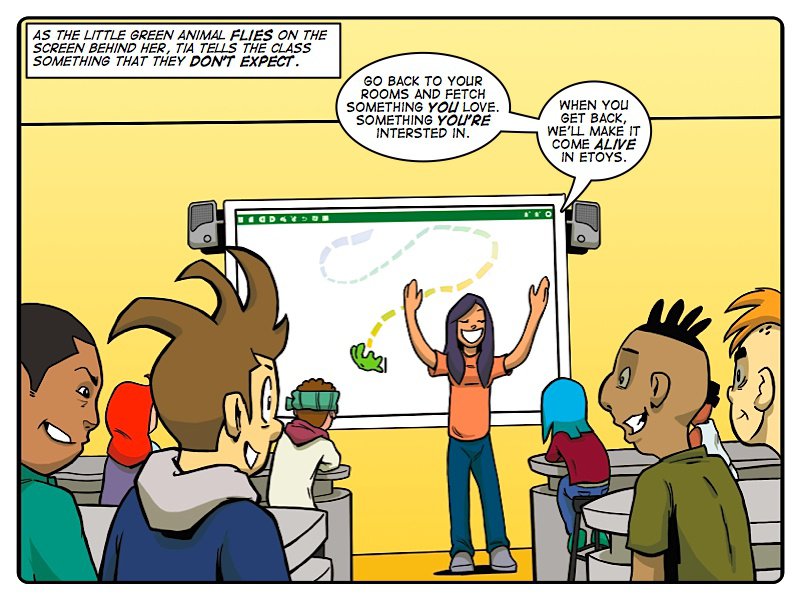 AS THE LITTLE GREEN ANIMAL FLIES ON THE
SCREEN BEHIND HER, TIA TELLS THE CLASS
SOMETHING THAT THEY DON'T EXPECT.
GO BACK TO YOUR
ROOMS AND FETCH
SOMETHING YOU LOVE.
SOMETHING YOU'RE
INTERSTED IN.
WHEN YOU
GET BACK,
WE'LL MAKE IT
COME ALIVE
IN ETOYS.